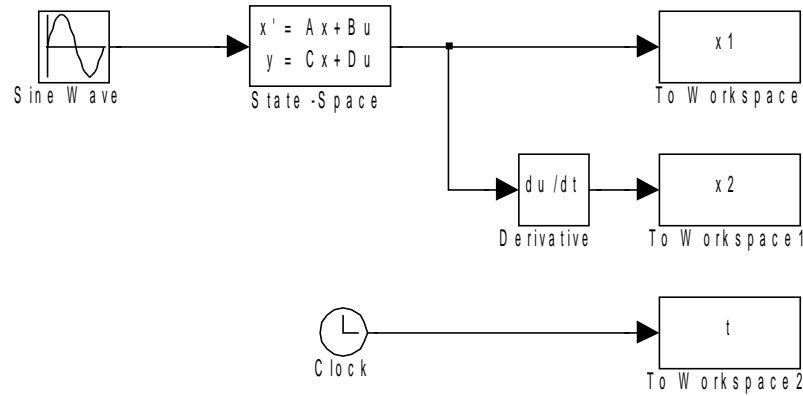 x' = Ax+Bu
y = Cx+Du
x1
Sine Wave
State-Space
To Workspace
du/dt
x2
Derivative
To Workspace1
t
Clock
To Workspace2